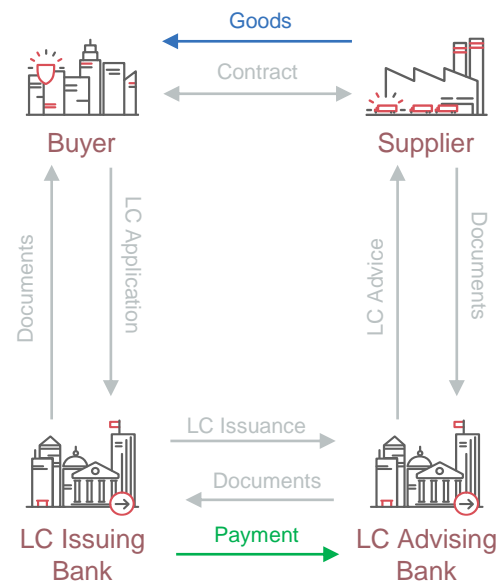 Goods
Contract
Buyer
Supplier
Documents
LC Application
LC Advice
Documents
LC Issuance
Documents
Payment
LC Issuing
Bank
LC Advising
Bank